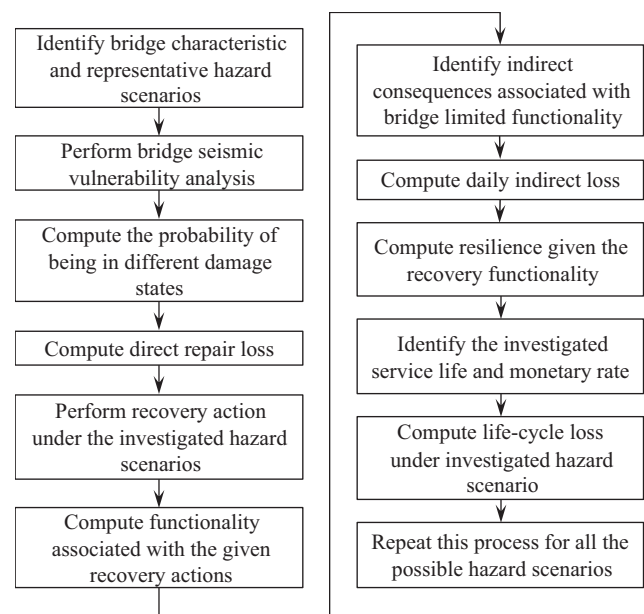 Identify bridge characteristic
and representative hazard
scenarios
Perform bridge seismic
vulnerability analysis
Compute the probability of
being in different damage
states
Compute direct repair loss
Perform recovery action
under the investigated hazard
scenarios
Compute functionality
associated with the given
recovery actions
Identify indirect
consequences associated with
bridge limited functionality
Compute daily indirect loss
Compute resilience given the
recovery functionality
Identify the investigated
service life and monetary rate
Compute life-cycle loss
under investigated hazard
scenario
Repeat this process for all the
possible hazard scenarios